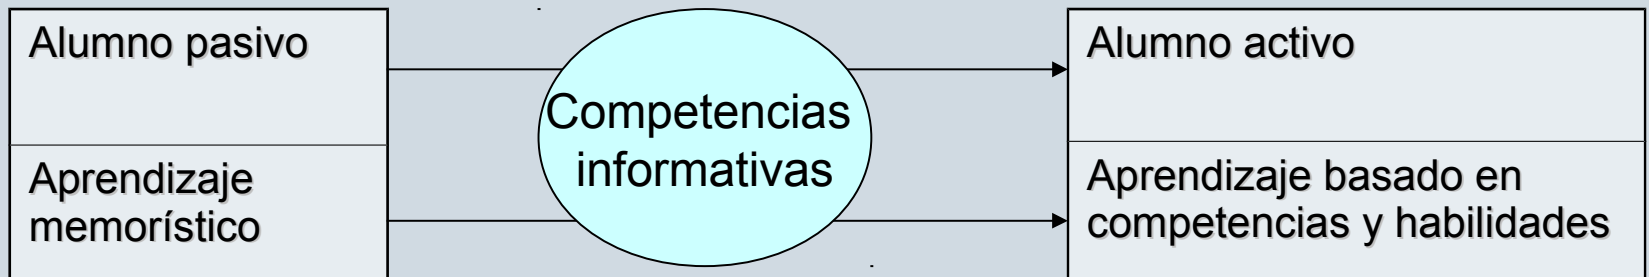 Alumno pasivo
Aprendizaje
memorístico
Competencias
informativas
Alumno activo
Aprendizaje basado en
competencias y habilidades